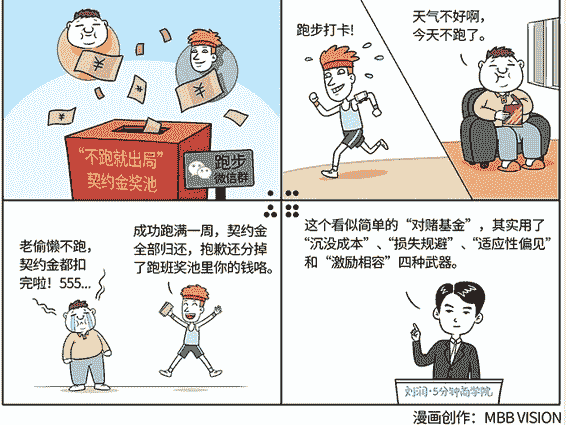 "不跑就出局"
契约金奖池
跑步
微信群
跑步打卡!
天气不好啊，
今天不跑了。
老偷懒不跑，
契约金都扣
完啦！555...
成功跑满一周，契约金
全部归还，抱歉还分掉
了跑班奖池里你的钱咯。
这个看似简单的“对赌基金”，其实用了
“沉没成本”、“损失规避”、“适应性偏见”
和“激励相容”四种武器。
刘润·5分钟商学院
漫画创作：MBB VISION